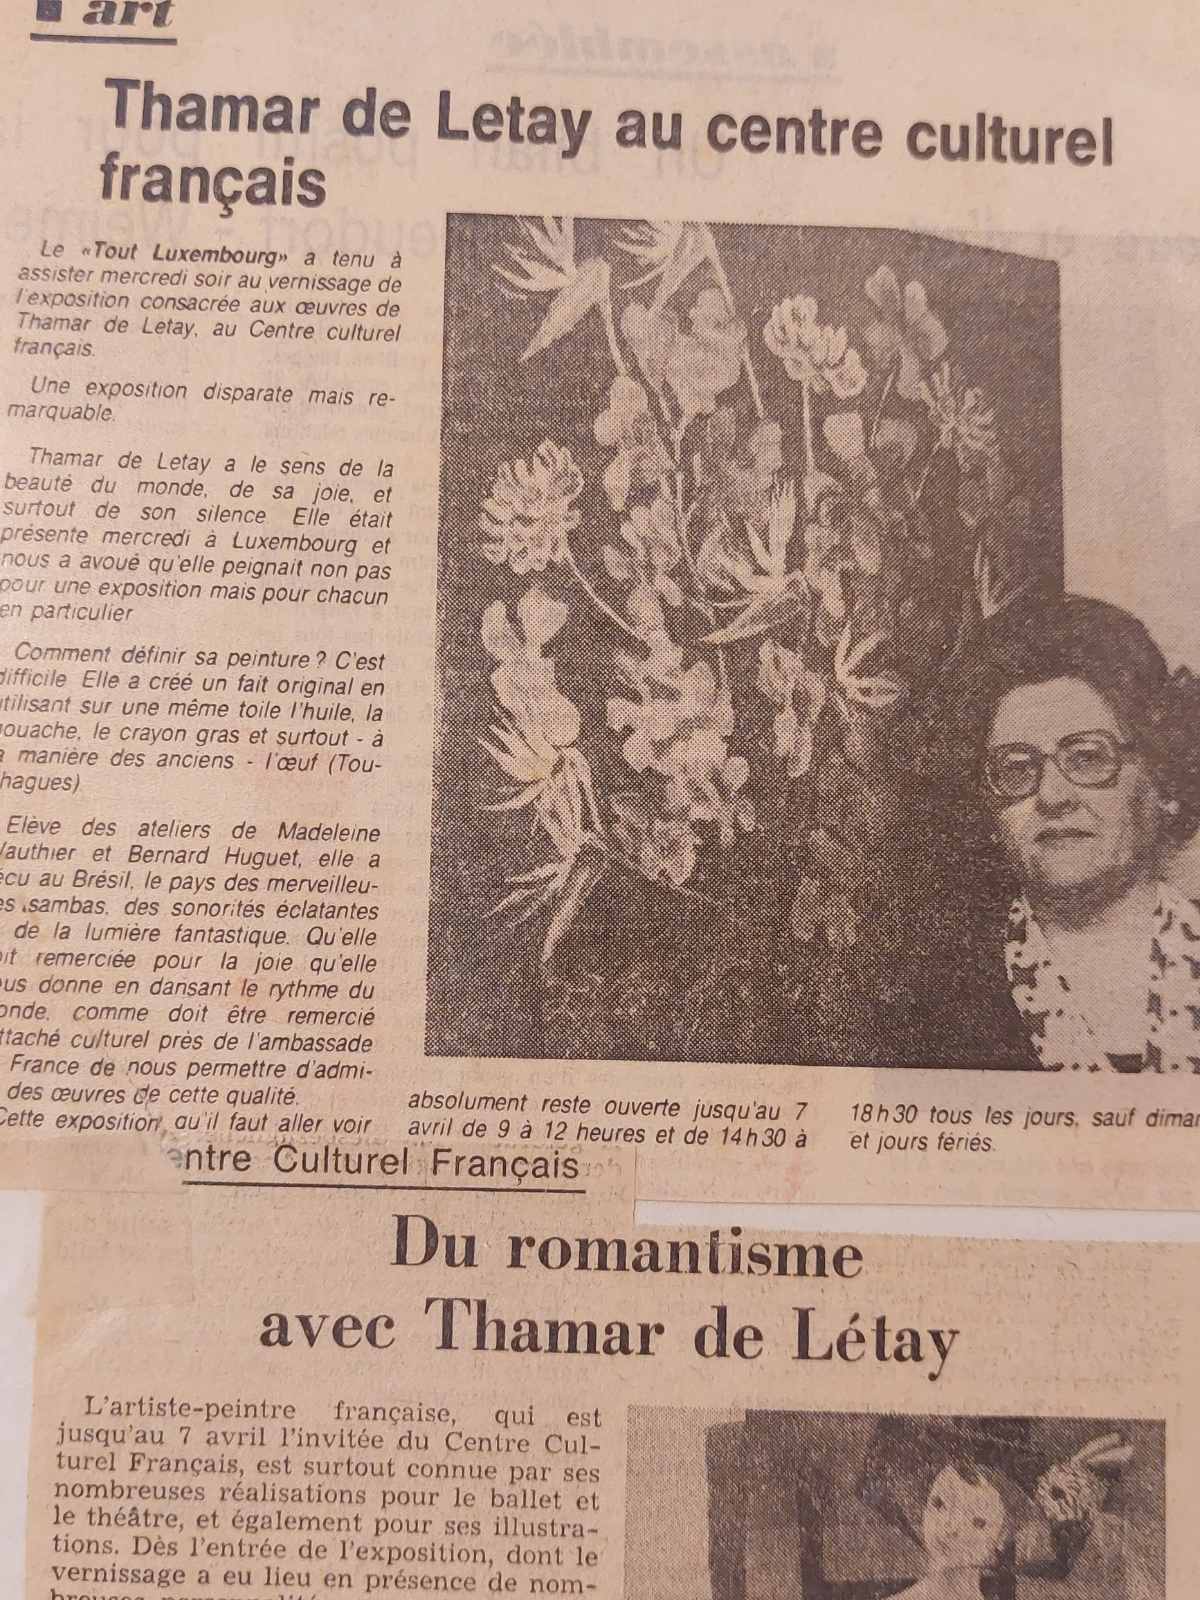 art
Thamar de Letay au centre culturel
français
Le «Tout Luxembourg» a tenu à
assister mercredi soir au vernissage de
l'exposition consacrée aux œuvres de
Thamar de Letay, au Centre culturel
français.
Une exposition disparate mais re-
marquable.
Thamar de Letay a le sens de la
beauté du monde, de sa joie, et
surtout de son silence Elle était
présente mercredi à Luxembourg et
nous a avoué qu'elle peignait non pas
pour une exposition mais pour chacun
en particulier
Comment définir sa peinture ? C'est
difficile Elle a créé un fait original en
utilisant sur une même toile l'huile, la
gouache, le crayon gras et surtout - à
a manière des anciens - l'œuf (Tou-
hagues)
Elève des ateliers de Madeleine
Vauthier et Bernard Huguet, elle a
écu au Brésil, le pays des merveilleu-
es sambas, des sonorités éclatantes
de la lumière fantastique. Qu'elle
oit remerciée pour la joie qu'elle
ous donne en dansant le rythme du
onde, comme doit être remercié
ttaché culturel près de l'ambassade
France de nous permettre d'admi-
des œuvres de cette qualité.
Cette exposition qu'il faut aller voir
absolument reste ouverte jusqu'au 7
avril de 9 à 12 heures et de 14h30 à
18h30 tous les jours, sauf diman
et jours fériés.
entre Culturel Français
Du romantisme
avec Thamar de Létay
L'artiste-peintre française, qui est
jusqu'au 7 avril l'invitée du Centre Cul-
turel Français, est surtout connue par ses
nombreuses réalisations pour le ballet et
le théâtre, et également pour ses illustra-
tions. Dès l'entrée de l'exposition, dont le
vernissage a eu lieu en présence de nom-